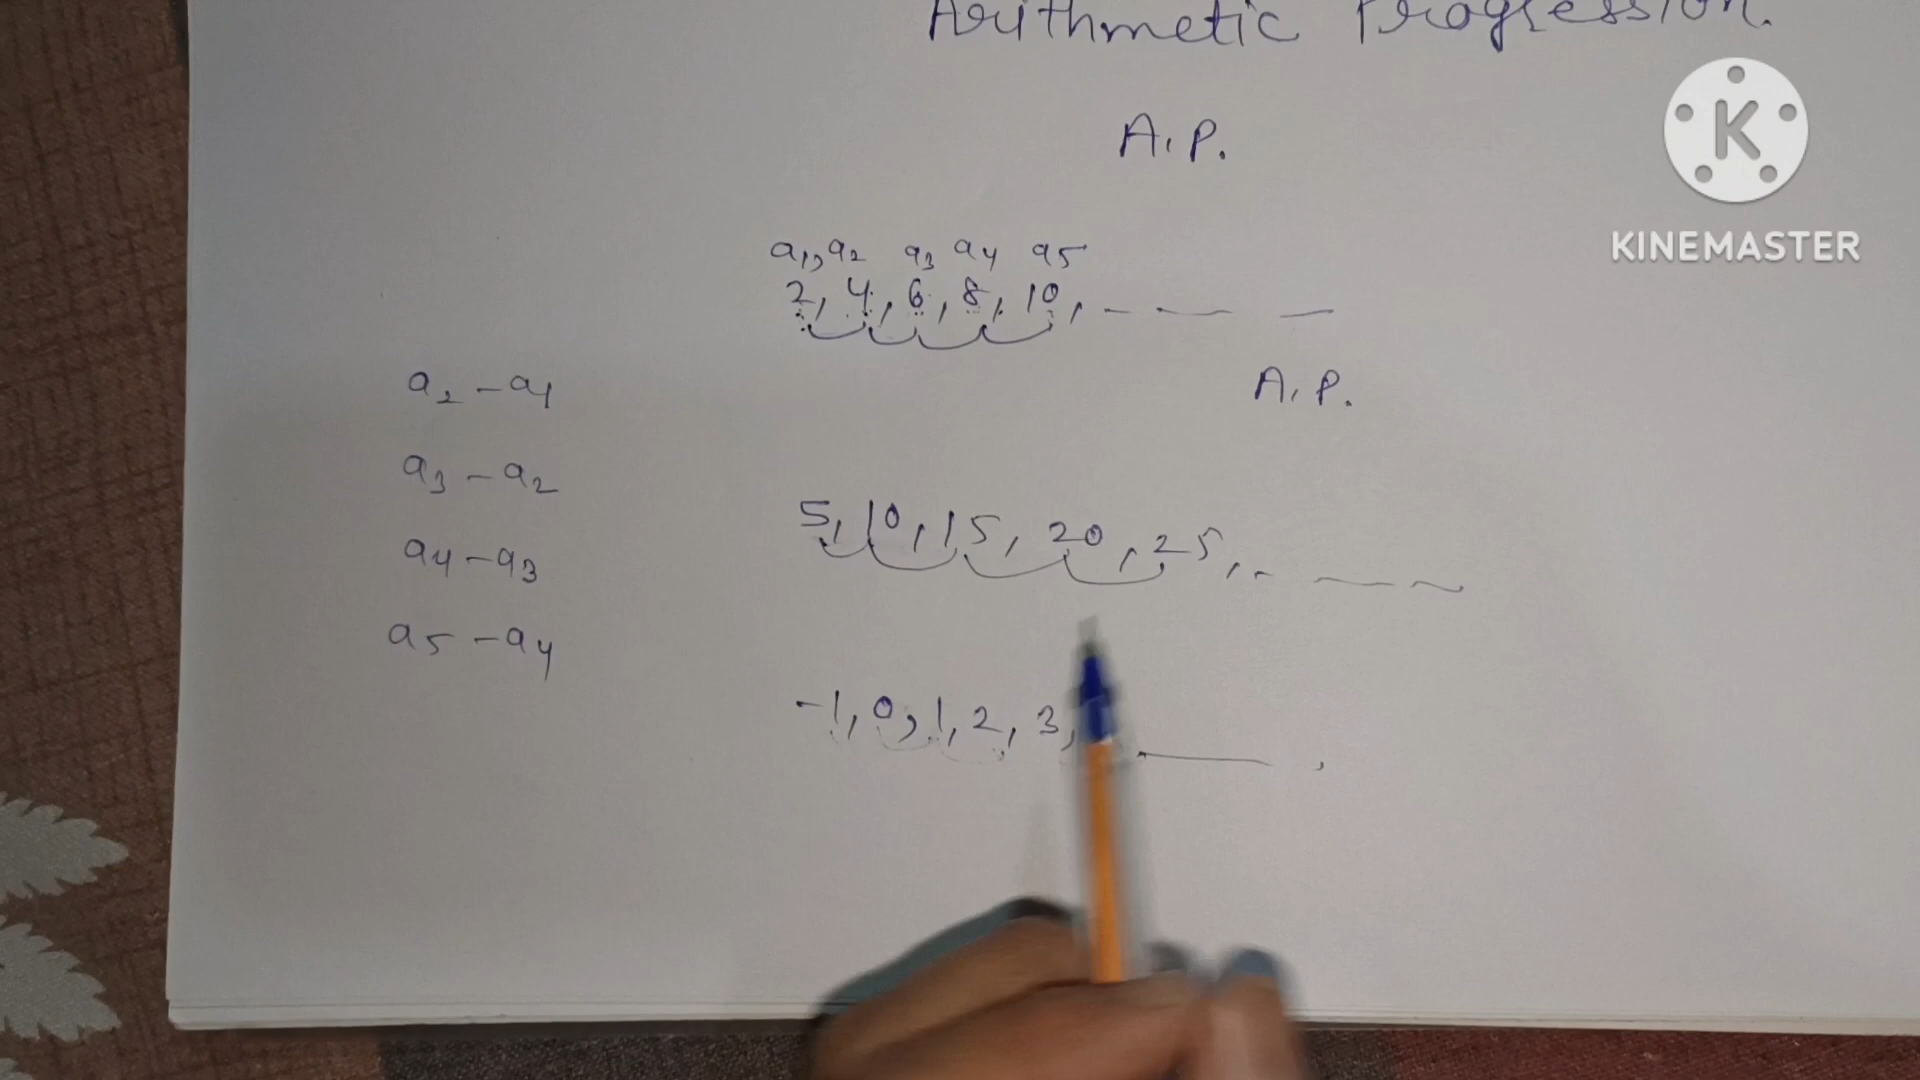 Arithmetic Progression.
A.P.
K
KINEMASTER
a1, a2 a3 a4 a5
2, 4, 6, 8, 10, - — —
a2 - a1
A.P.
a3 - a2
5, 10, 15, 20, 25, - — ~
a4 - a3
a5 - a4
-1, 0, 1, 2, 3,